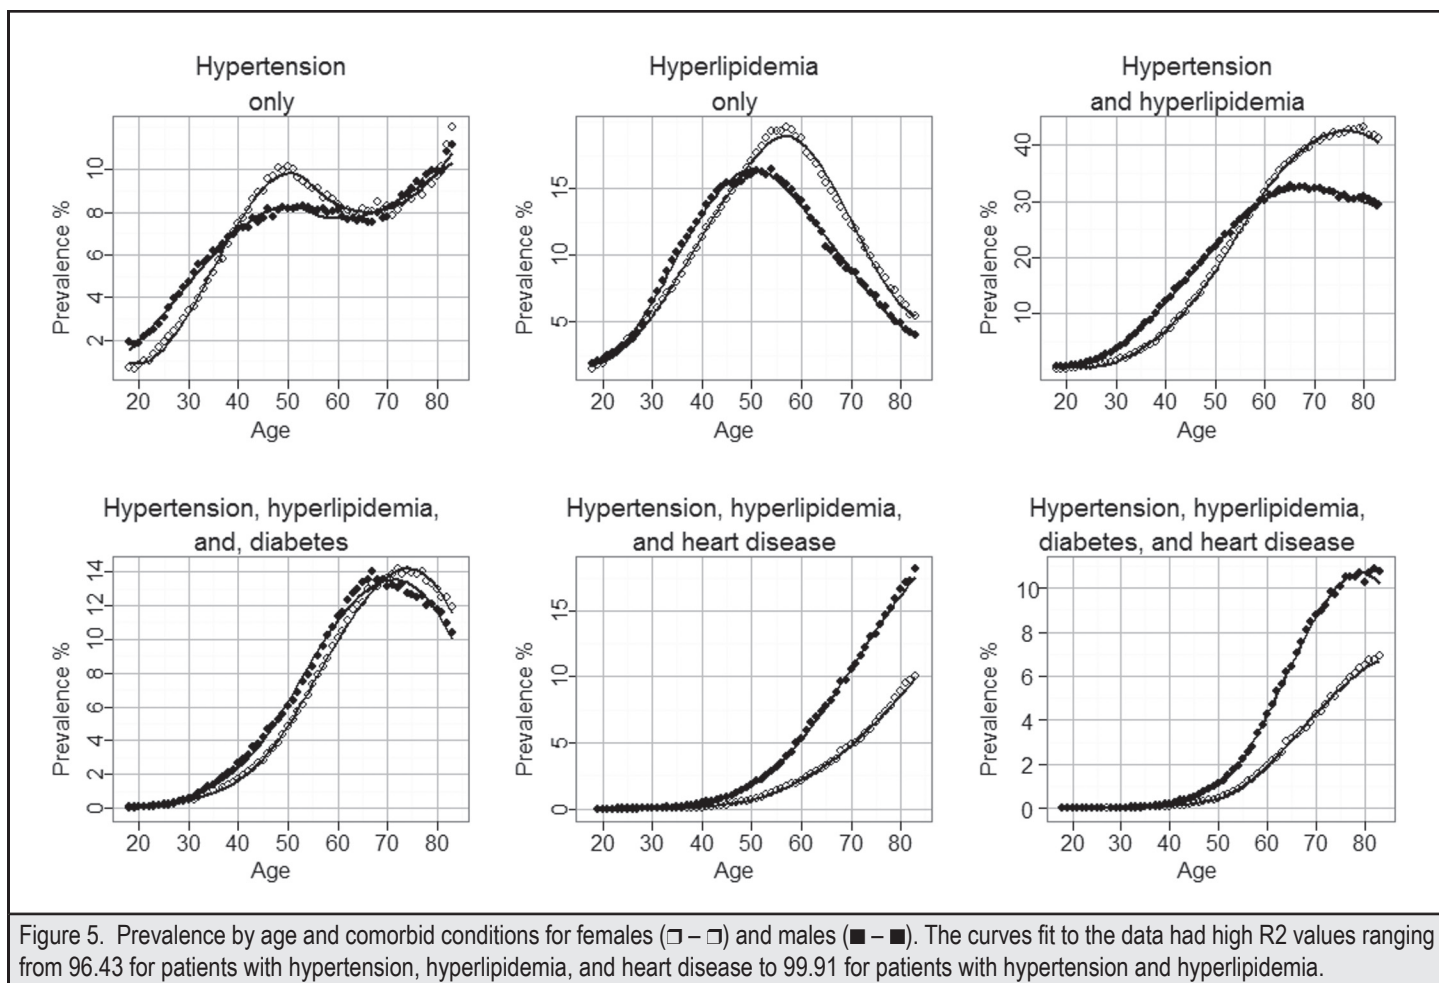 Hypertension
only
Prevalence %
10
8
6
4
2
20 30 40 50 60 70 80
Age
Hyperlipidemia
only
Prevalence %
15
10
5
20 30 40 50 60 70 80
Age
Hypertension
and hyperlipidemia
Prevalence %
40
30
20
10
20 30 40 50 60 70 80
Age
Hypertension, hyperlipidemia,
and, diabetes
Prevalence %
14
12
10
8
6
4
2
0
20 30 40 50 60 70 80
Age
Hypertension, hyperlipidemia,
and heart disease
Prevalence %
15
10
5
0
20 30 40 50 60 70 80
Age
Hypertension, hyperlipidemia,
diabetes, and heart disease
Prevalence %
10
8
6
4
2
0
20 30 40 50 60 70 80
Age
Figure 5. Prevalence by age and comorbid conditions for females (❒ – ❒) and males (■ – ■). The curves fit to the data had high R2 values ranging
from 96.43 for patients with hypertension, hyperlipidemia, and heart disease to 99.91 for patients with hypertension and hyperlipidemia.